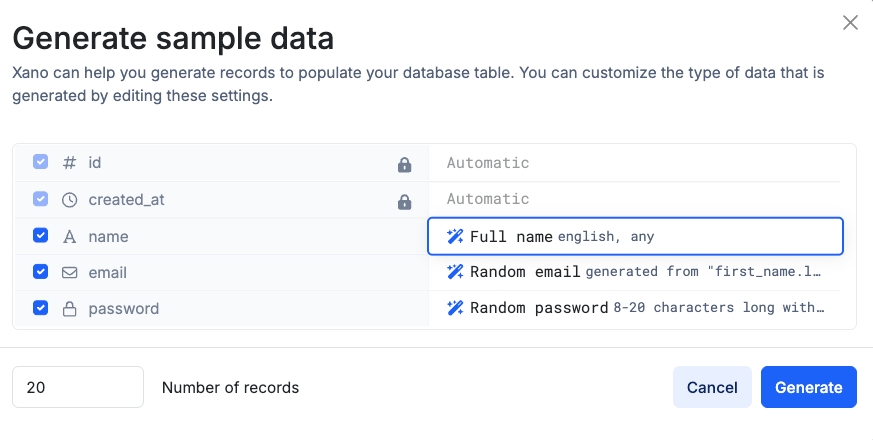 Generate sample data
Xano can help you generate records to populate your database table. You can customize the type of data that is
generated by editing these settings.
# id Automatic
created_at Automatic
A name Full name english, any
email Random email generated from "first_name.l…
password Random password 8-20 characters long with…
20 Number of records Cancel Generate